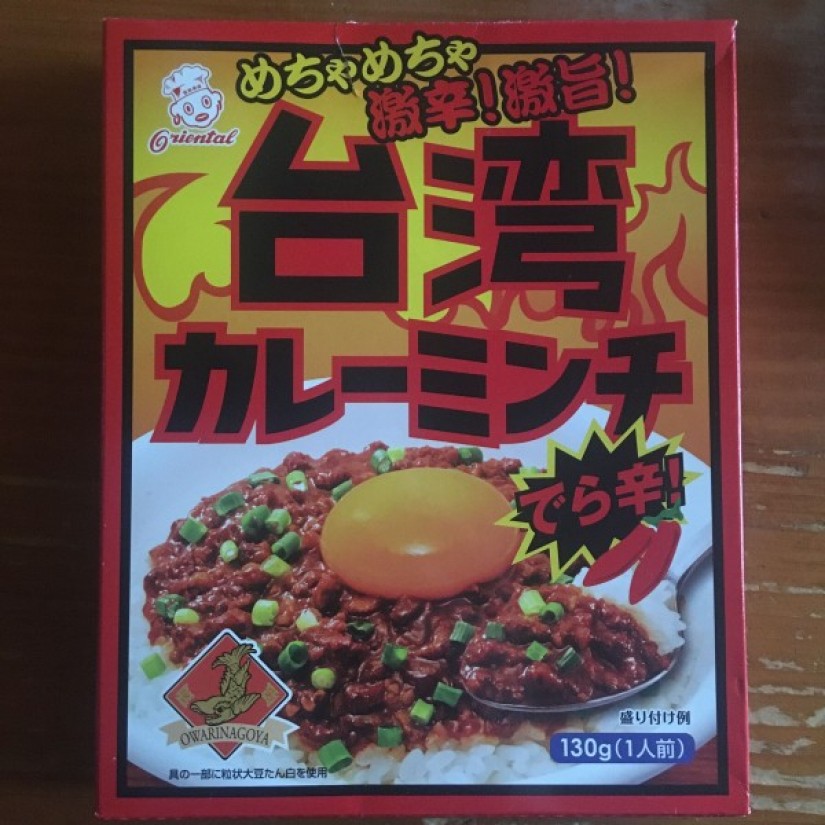 めちゃめちゃ
激辛!激旨!
Oriental
台湾
カレーミンチ
でら辛!
OWARINAGOYA
盛り付け例
130g(1人前)
具の一部に粒状大豆たん白を使用